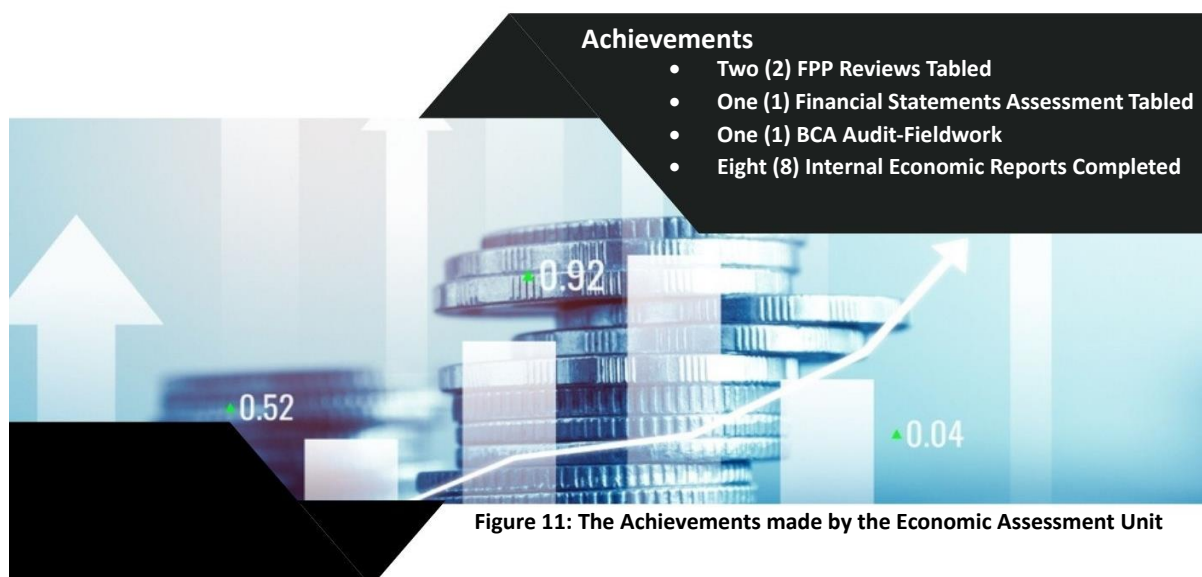 Achievements
• Two (2) FPP Reviews Tabled
• One (1) Financial Statements Assessment Tabled
• One (1) BCA Audit-Fieldwork
• Eight (8) Internal Economic Reports Completed
▲0.92
▲0.52
▲0.04
Figure 11: The Achievements made by the Economic Assessment Unit